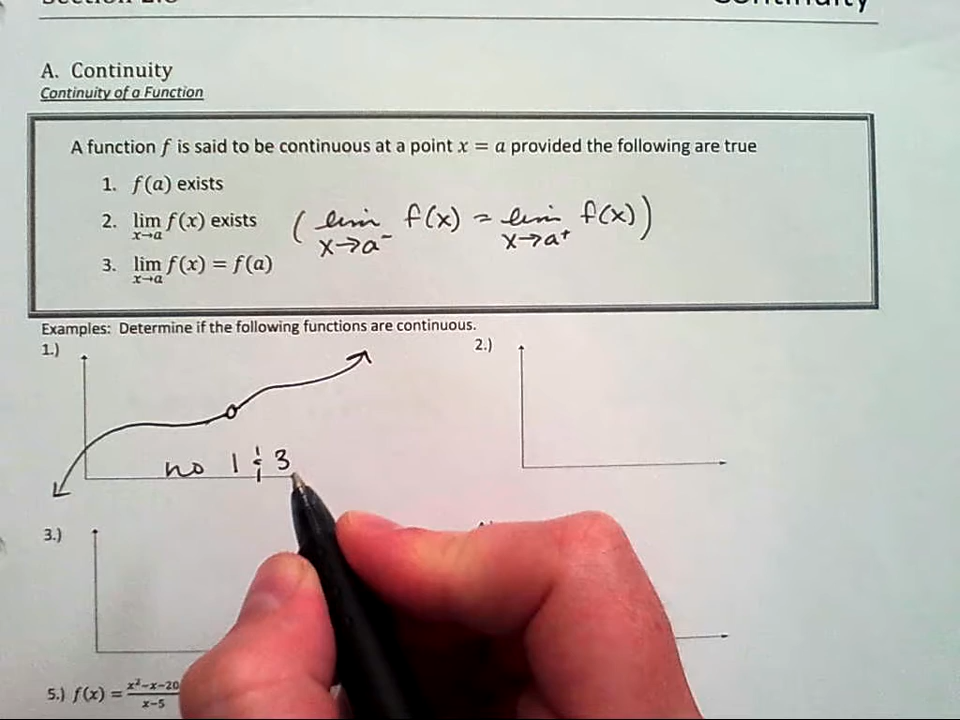 A. Continuity
Continuity of a Function
A function f is said to be continuous at a point x = a provided the following are true
1. f(a) exists
2. lim x→a f(x) exists ( lim x→a⁻ f(x) = lim x→a⁺ f(x) )
3. lim x→a f(x) = f(a)
Examples: Determine if the following functions are continuous.
1.) 2.)
no 1 & 3
3.)
5.) f(x) = x²-x-20 / x-5